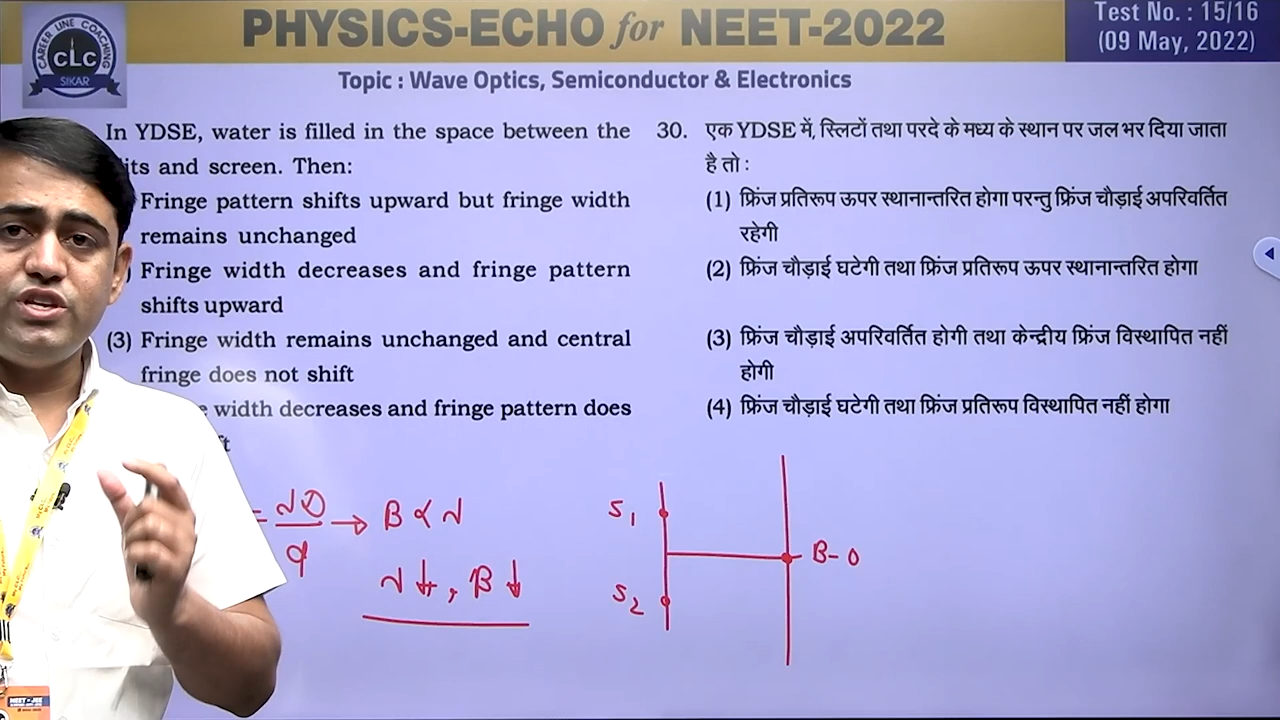 PHYSICS-ECHO for NEET-2022
Test No. : 15/16
(09 May, 2022)
CAREER LINE COACHING
CLC
SIKAR
Topic : Wave Optics, Semiconductor & Electronics
In YDSE, water is filled in the space between the
its and screen. Then:
Fringe pattern shifts upward but fringe width
remains unchanged
) Fringe width decreases and fringe pattern
shifts upward
(3) Fringe width remains unchanged and central
fringe does not shift
e width decreases and fringe pattern does
ft
30. एक YDSE में, स्लिटों तथा परदे के मध्य के स्थान पर जल भर दिया जाता
है तो :
(1) फ्रिंज प्रतिरूप ऊपर स्थानान्तरित होगा परन्तु फ्रिंज चौड़ाई अपरिवर्तित
रहेगी
(2) फ्रिंज चौड़ाई घटेगी तथा फ्रिंज प्रतिरूप ऊपर स्थानान्तरित होगा
(3) फ्रिंज चौड़ाई अपरिवर्तित होगी तथा केन्द्रीय फ्रिंज विस्थापित नहीं
होगी
(4) फ्रिंज चौड़ाई घटेगी तथा फ्रिंज प्रतिरूप विस्थापित नहीं होगा
= λD/d → B ∝ λ
λ↓, B↓
S1
B-0
S2
NEET - JEE